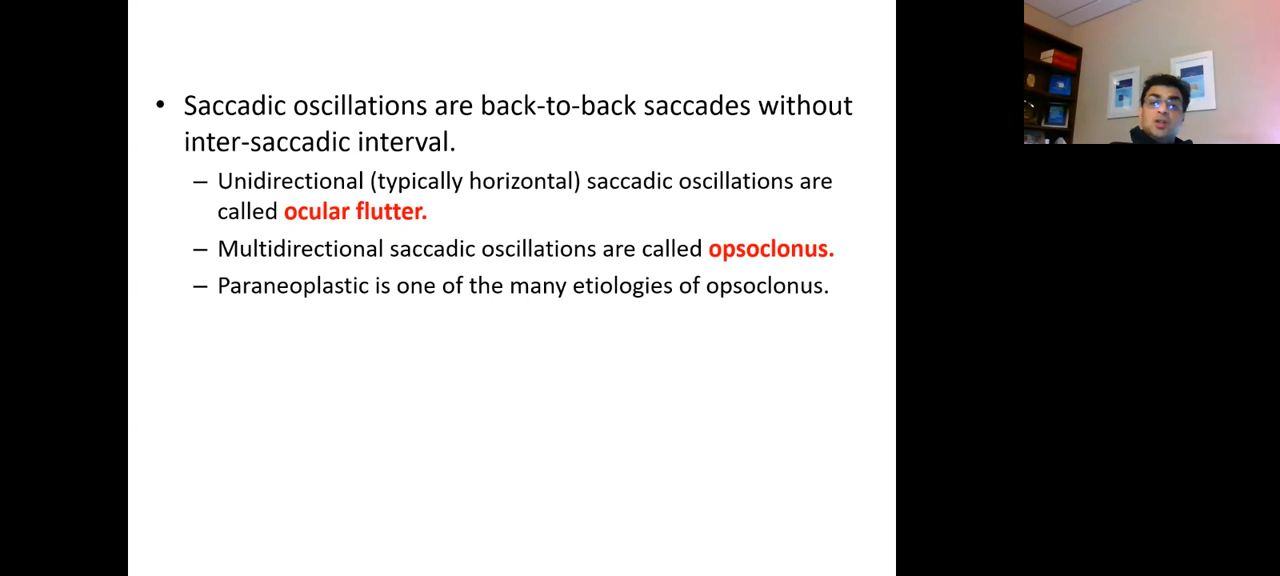 • Saccadic oscillations are back-to-back saccades without
inter-saccadic interval.
– Unidirectional (typically horizontal) saccadic oscillations are
called ocular flutter.
– Multidirectional saccadic oscillations are called opsoclonus.
– Paraneoplastic is one of the many etiologies of opsoclonus.